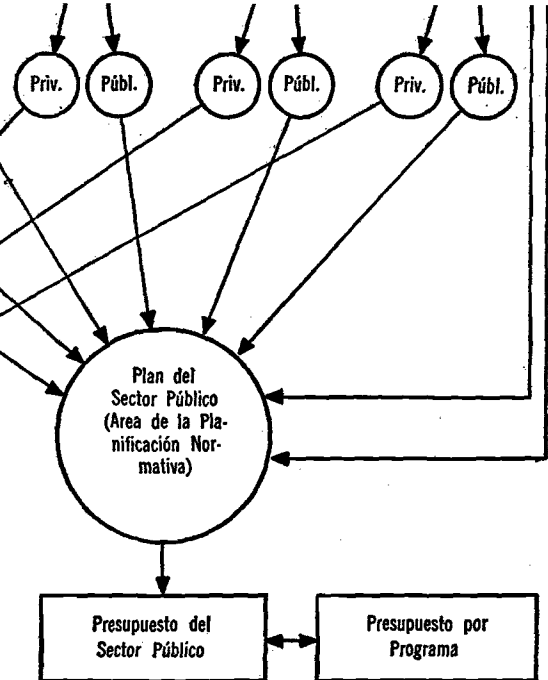 Priv. Públ. Priv. Públ. Priv. Públ.
Plan del
Sector Público
(Area de la Pla-
nificación Nor-
mativa)
Presupuesto del
Sector Público
Presupuesto por
Programa